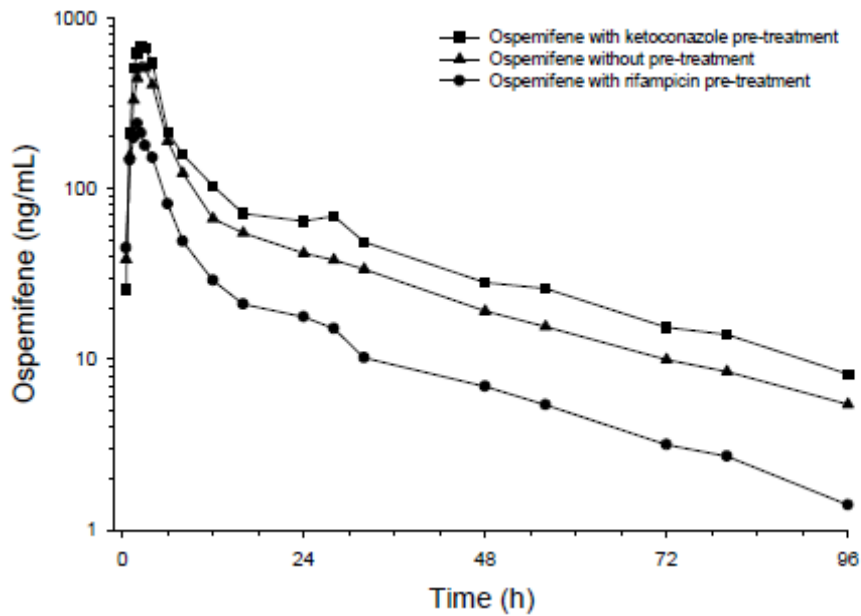 1000
100
10
1
Ospemifene (ng/mL)
Ospemifene with ketoconazole pre-treatment
Ospemifene without pre-treatment
Ospemifene with rifampicin pre-treatment
0 24 48 72 96
Time (h)